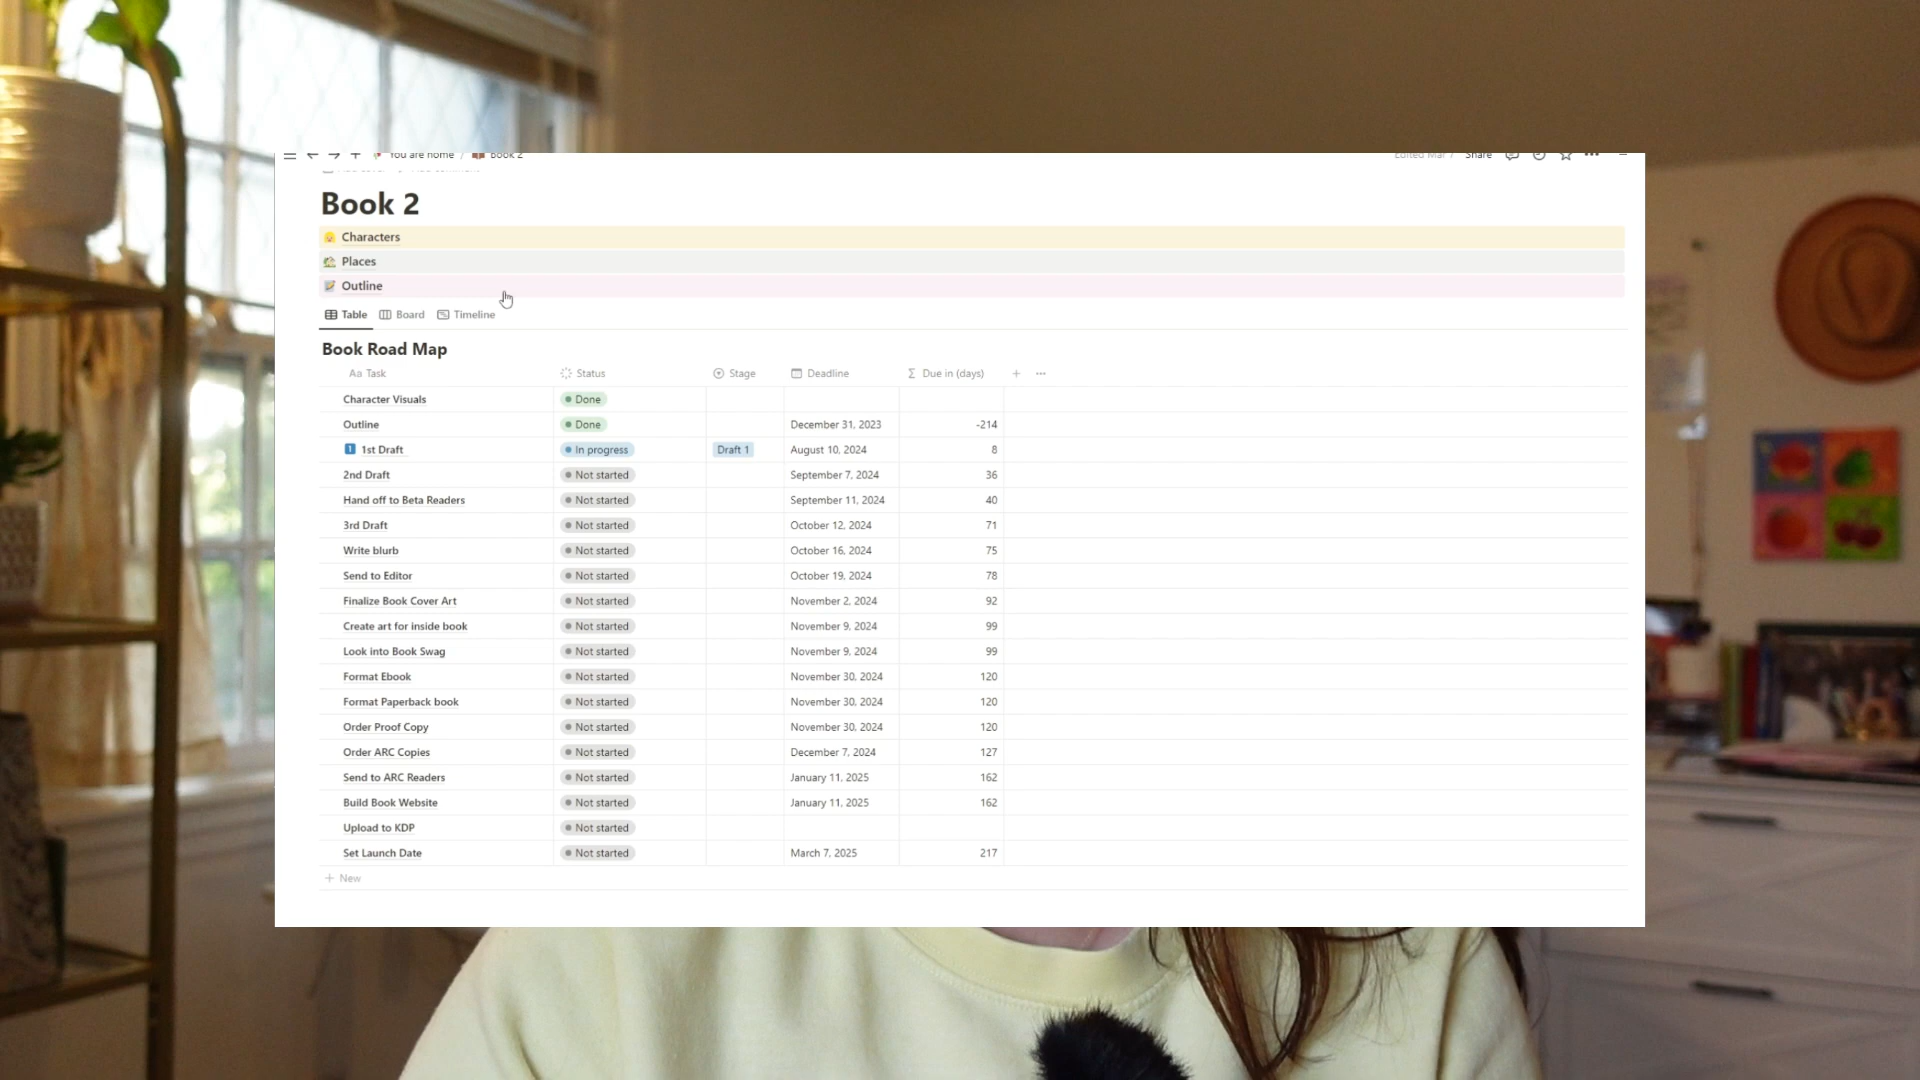 You are home / Book 2
Edited Mar 7 Share
Book 2
Characters
Places
Outline
Table Board Timeline
Book Road Map
Aa Task Status Stage Deadline Σ Due in (days) + ···
Character Visuals Done
Outline Done December 31, 2023 -214
1 1st Draft In progress Draft 1 August 10, 2024 8
2nd Draft Not started September 7, 2024 36
Hand off to Beta Readers Not started September 11, 2024 40
3rd Draft Not started October 12, 2024 71
Write blurb Not started October 16, 2024 75
Send to Editor Not started October 19, 2024 78
Finalize Book Cover Art Not started November 2, 2024 92
Create art for inside book Not started November 9, 2024 99
Look into Book Swag Not started November 9, 2024 99
Format Ebook Not started November 30, 2024 120
Format Paperback book Not started November 30, 2024 120
Order Proof Copy Not started November 30, 2024 120
Order ARC Copies Not started December 7, 2024 127
Send to ARC Readers Not started January 11, 2025 162
Build Book Website Not started January 11, 2025 162
Upload to KDP Not started
Set Launch Date Not started March 7, 2025 217
+ New